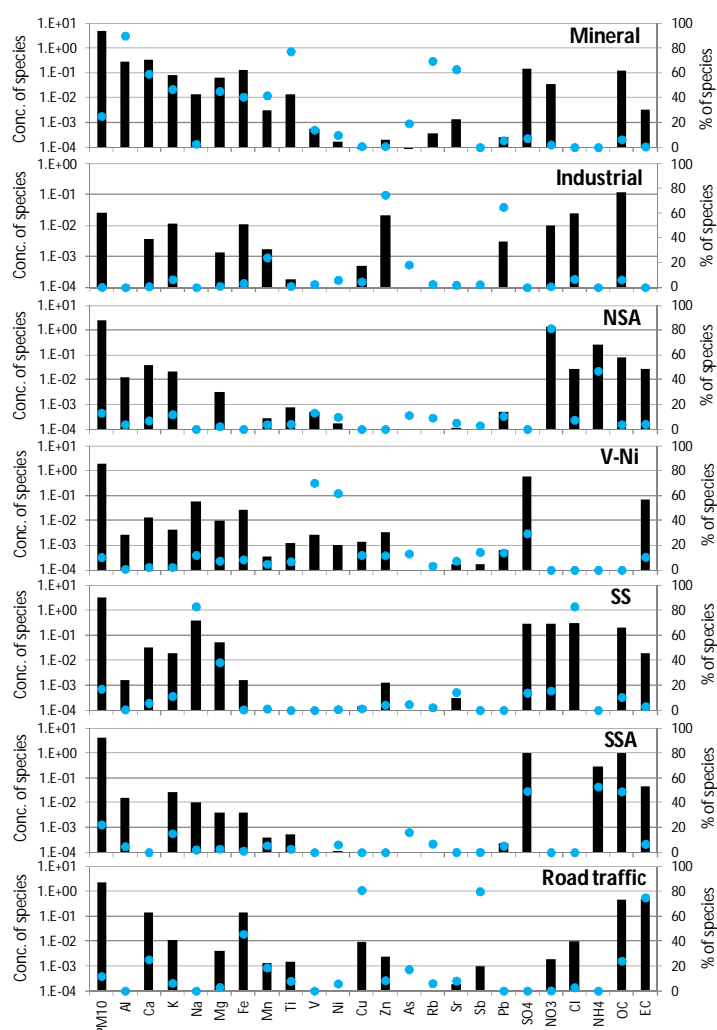 Conc. of species
1.E+01
1.E+00
1.E-01
1.E-02
1.E-03
1.E-04
Mineral
100
80
60
40
20
0
% of species
Conc. of species
1.E+00
1.E-01
1.E-02
1.E-03
1.E-04
Industrial
100
80
60
40
20
0
% of species
Conc. of species
1.E+01
1.E+00
1.E-01
1.E-02
1.E-03
1.E-04
NSA
100
80
60
40
20
0
% of species
Conc. of species
1.E+01
1.E+00
1.E-01
1.E-02
1.E-03
1.E-04
V-Ni
100
80
60
40
20
0
% of species
Conc. of species
1.E+01
1.E+00
1.E-01
1.E-02
1.E-03
1.E-04
SS
100
80
60
40
20
0
% of species
Conc. of species
1.E+01
1.E+00
1.E-01
1.E-02
1.E-03
1.E-04
SSA
100
80
60
40
20
0
% of species
Conc. of species
1.E+01
1.E+00
1.E-01
1.E-02
1.E-03
1.E-04
Road traffic
100
80
60
40
20
0
% of species
PM10
Al
Ca
K
Na
Mg
Fe
Mn
Ti
V
Ni
Cu
Zn
As
Rb
Sr
Sb
Pb
SO4
NO3
Cl
NH4
OC
EC